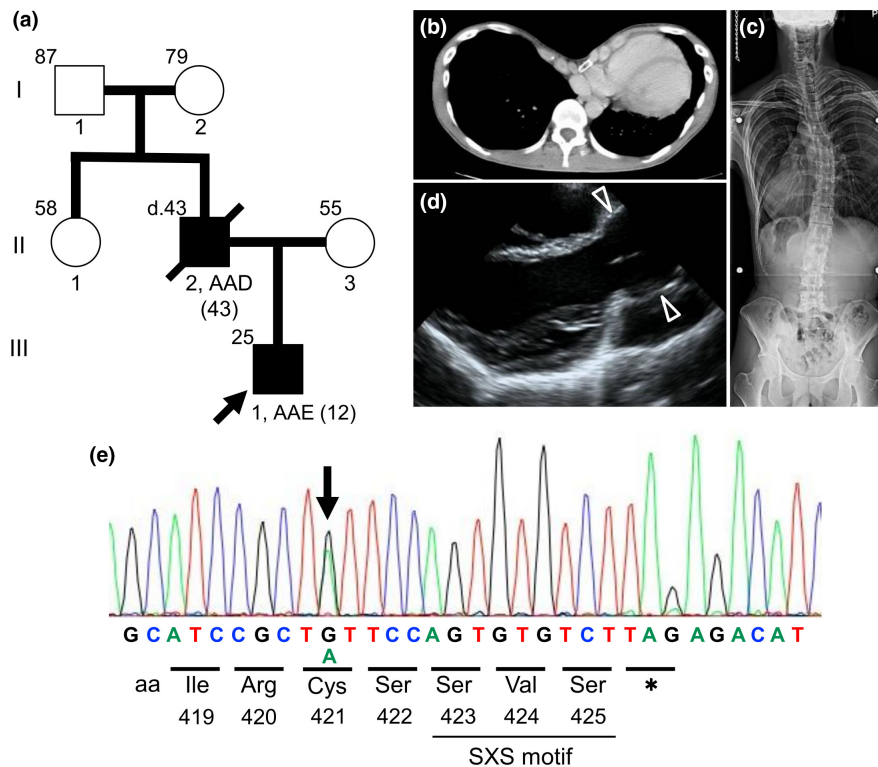 (a)
87
79
I
1
2
58
d.43
55
II
1
2, AAD
(43)
3
III
25
1, AAE (12)
(b)
(c)
(d)
(e)
G C A T C C G C T G T T C C A G T G T G T C T T A G A G A C A T
A
aa Ile Arg Cys Ser Ser Val Ser *
419 420 421 422 423 424 425
SXS motif